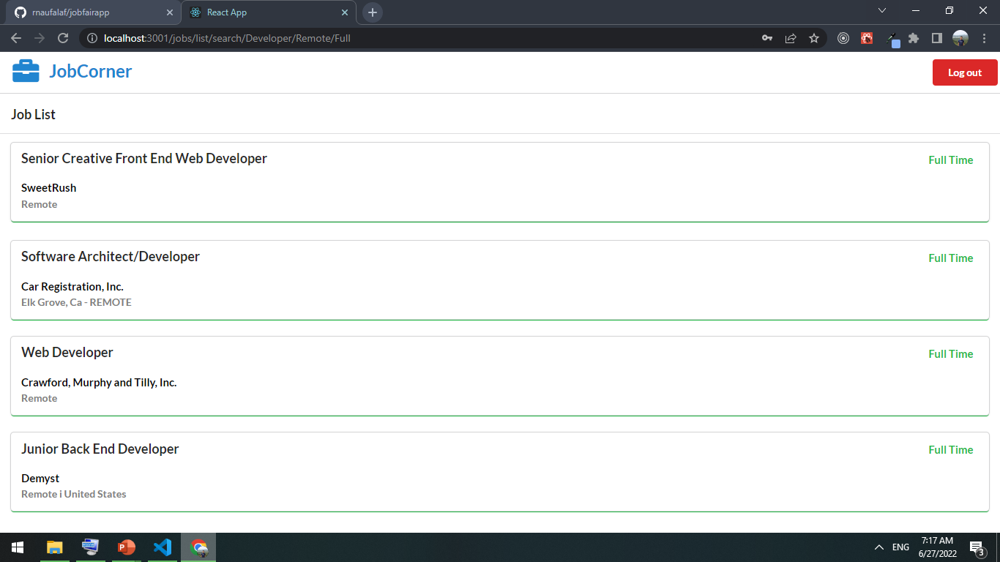 rnaufalaf/jobfairapp
React App
localhost:3001/jobs/list/search/Developer/Remote/Full
JobCorner
Log out
Job List
Senior Creative Front End Web Developer
Full Time
SweetRush
Remote
Software Architect/Developer
Full Time
Car Registration, Inc.
Elk Grove, Ca - REMOTE
Web Developer
Full Time
Crawford, Murphy and Tilly, Inc.
Remote
Junior Back End Developer
Full Time
Demyst
Remote i United States
P
ENG
7:17 AM
6/27/2022
3